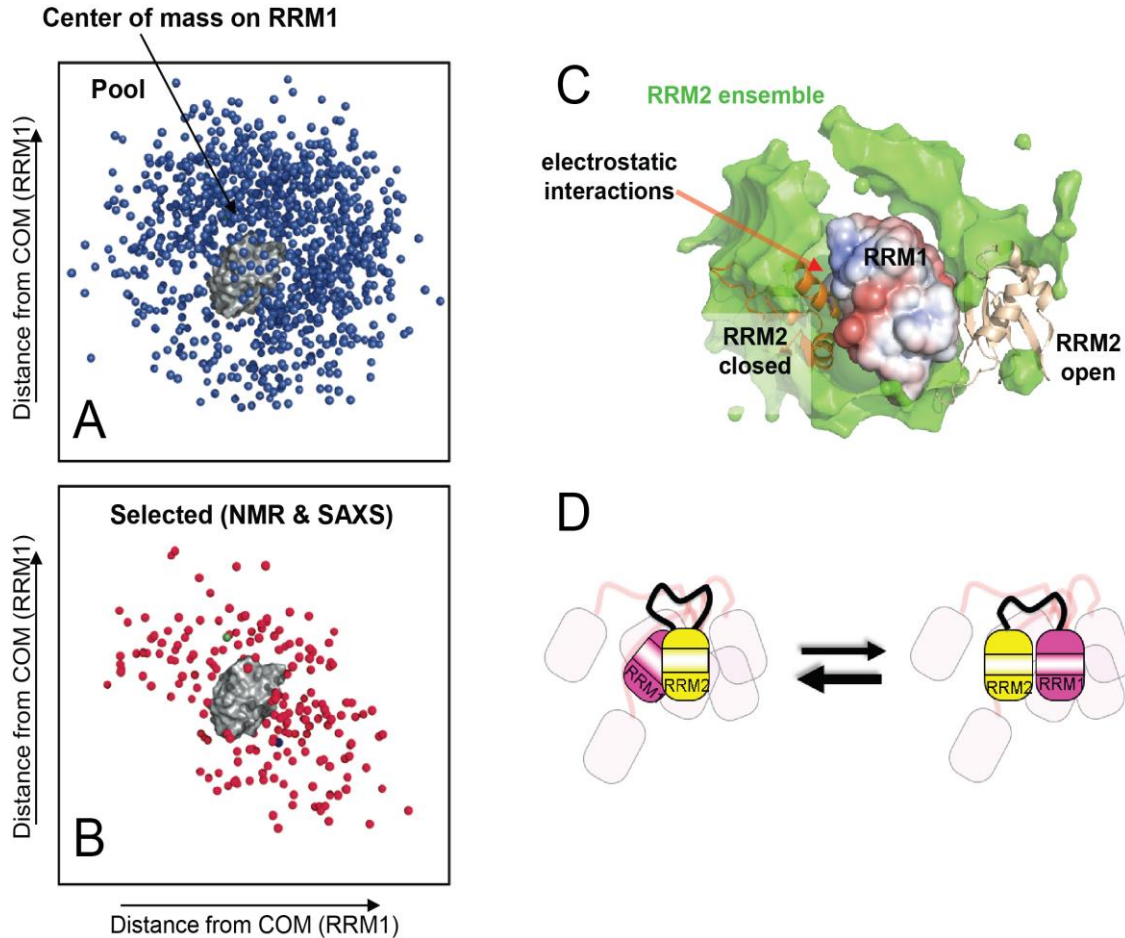 Center of mass on RRM1
Pool
Distance from COM (RRM1)
A
Selected (NMR & SAXS)
Distance from COM (RRM1)
B
Distance from COM (RRM1)
C
RRM2 ensemble
electrostatic
interactions
RRM1
RRM2
closed
RRM2
open
D
RRM1
RRM2
RRM2
RRM1